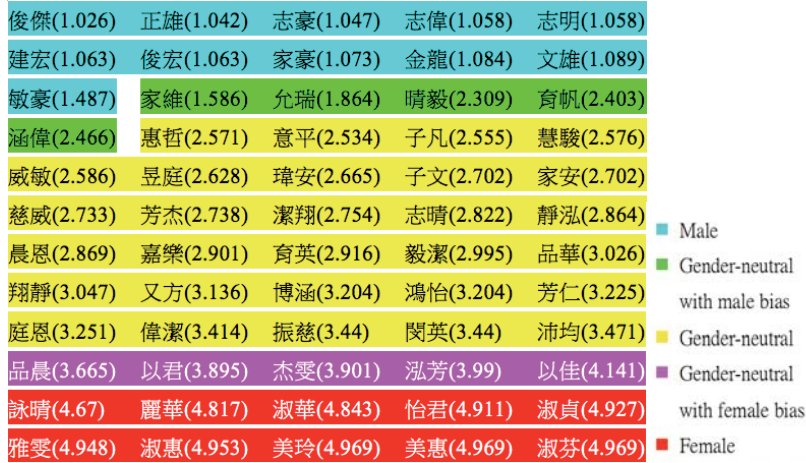 俊傑(1.026) 正雄(1.042) 志豪(1.047) 志偉(1.058) 志明(1.058)
建宏(1.063) 俊宏(1.063) 家豪(1.073) 金龍(1.084) 文雄(1.089)
敏豪(1.487) 家維(1.586) 允瑞(1.864) 晴毅(2.309) 育帆(2.403)
涵偉(2.466) 惠哲(2.571) 意平(2.534) 子凡(2.555) 慧駿(2.576)
威敏(2.586) 昱庭(2.628) 瑋安(2.665) 子文(2.702) 家安(2.702)
慈威(2.733) 芳杰(2.738) 潔翔(2.754) 志晴(2.822) 靜泓(2.864)
晨恩(2.869) 嘉樂(2.901) 育英(2.916) 毅潔(2.995) 品華(3.026)
翔靜(3.047) 又方(3.136) 博涵(3.204) 鴻怡(3.204) 芳仁(3.225)
庭恩(3.251) 偉潔(3.414) 振慈(3.44) 閔英(3.44) 沛均(3.471)
品晨(3.665) 以君(3.895) 杰雯(3.901) 泓芳(3.99) 以佳(4.141)
詠晴(4.67) 麗華(4.817) 淑華(4.843) 怡君(4.911) 淑貞(4.927)
雅雯(4.948) 淑惠(4.953) 美玲(4.969) 美惠(4.969) 淑芬(4.969)
Male
Gender-neutral
with male bias
Gender-neutral
Gender-neutral
with female bias
Female